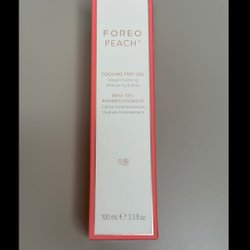 FOREO
PEACH™
COOLING PREP GEL
Instant Cooling
Intense Hydration
BASE GEL
RAFRAÎCHISSANTE
Calme instantanément
Hydrate intensément
100 mL ℮ 3.3 fl.oz.